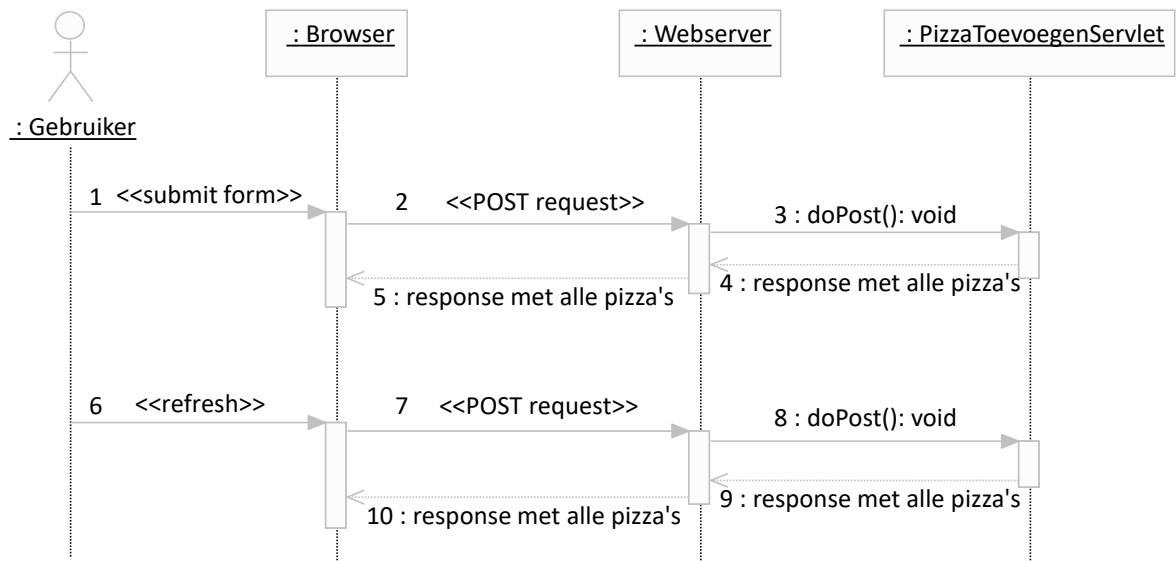 : Browser
: Webserver
: PizzaToevoegenServlet
: Gebruiker
1 <<submit form>>
2 <<POST request>>
3 : doPost(): void
4 : response met alle pizza's
5 : response met alle pizza's
6 <<refresh>>
7 <<POST request>>
8 : doPost(): void
9 : response met alle pizza's
10 : response met alle pizza's